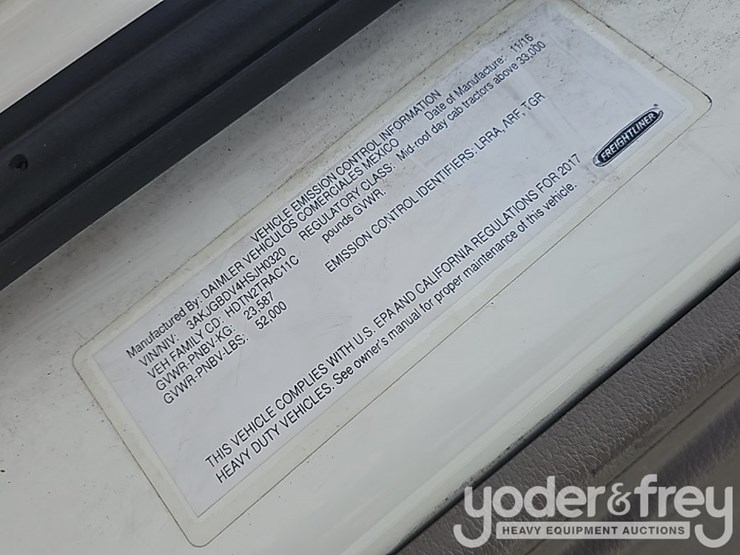 VEHICLE EMISSION CONTROL INFORMATION
Manufactured By: DAIMLER VEHICULOS COMERCIALES MEXICO Date of Manufacture: 11/16
VIN/NIV: 3AKJGBDV4HSJH0320 REGULATORY CLASS: Mid-roof day cab tractors above 33,000
VEH FAMILY CD: HDTN2TRAC11C pounds GVWR.
GVWR-PNBV-KG: 23,587
GVWR-PNBV-LBS: 52,000 EMISSION CONTROL IDENTIFIERS: LRRA, ARF, TGR
FREIGHTLINER
THIS VEHICLE COMPLIES WITH U.S. EPA AND CALIFORNIA REGULATIONS FOR 2017
HEAVY DUTY VEHICLES. See owner's manual for proper maintenance of this vehicle.
yoder&frey
HEAVY EQUIPMENT AUCTIONS